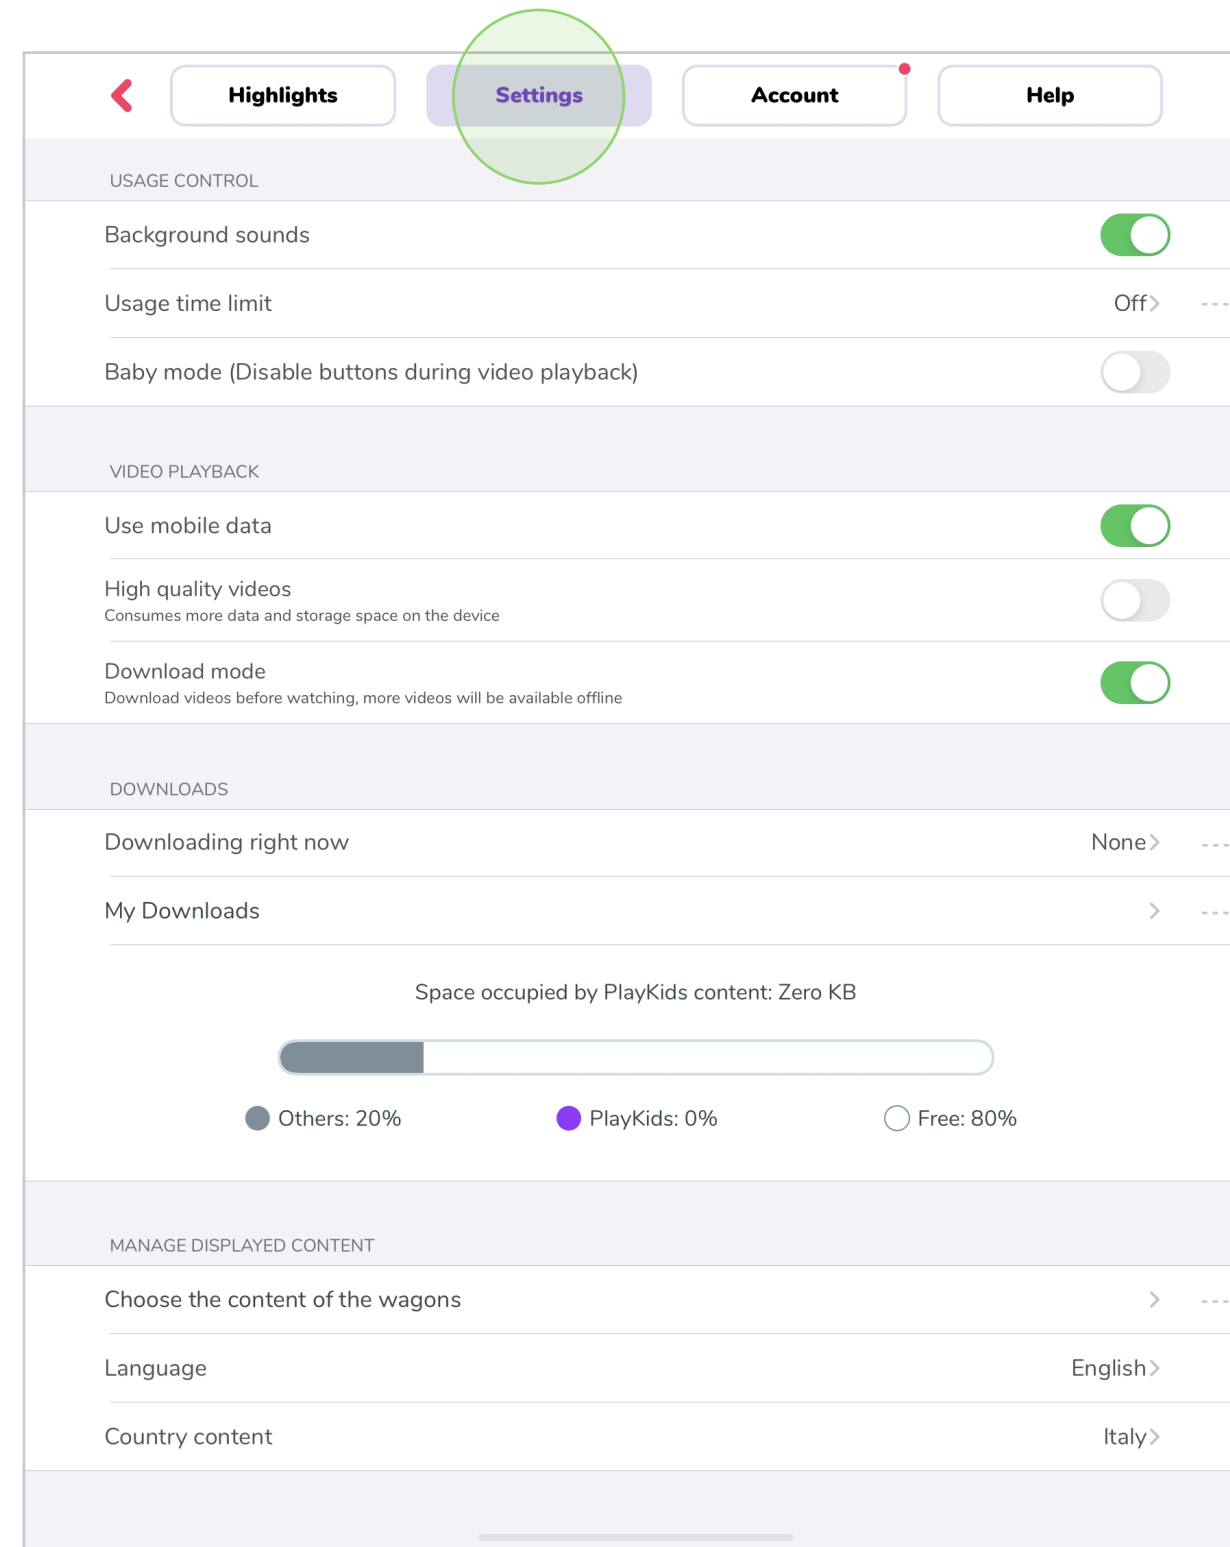 Highlights
Settings
Account
Help
USAGE CONTROL
Background sounds
Usage time limit
Off
Baby mode (Disable buttons during video playback)
VIDEO PLAYBACK
Use mobile data
High quality videos
Consumes more data and storage space on the device
Download mode
Download videos before watching, more videos will be available offline
DOWNLOADS
Downloading right now
None
My Downloads
Space occupied by PlayKids content: Zero KB
Others: 20%
PlayKids: 0%
Free: 80%
MANAGE DISPLAYED CONTENT
Choose the content of the wagons
Language
English
Country content
Italy